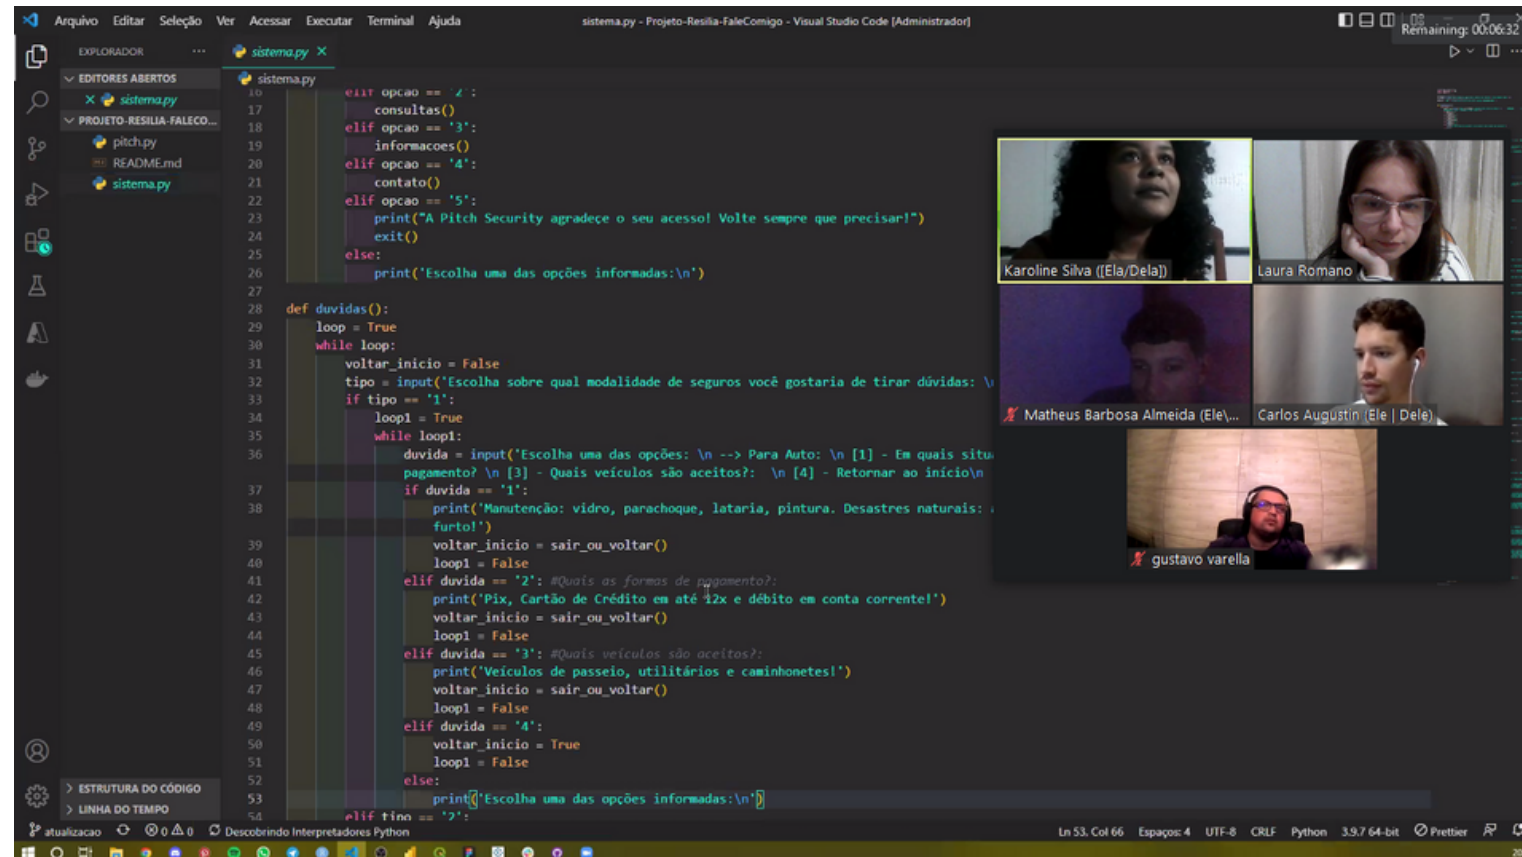 Arquivo Editar Seleção Ver Acessar Executar Terminal Ajuda
sistema.py - Projeto-Resilia-FaleComigo - Visual Studio Code [Administrador]
Remaining: 00:06:32
EXPLORADOR ···
sistema.py ×
EDITORES ABERTOS
× sistema.py
PROJETO-RESILIA-FALECO...
pitch.py
README.md
sistema.py
sistema.py
16 elif opcao == '2':
17 consultas()
18 elif opcao == '3':
19 informacoes()
20 elif opcao == '4':
21 contato()
22 elif opcao == '5':
23 print("A Pitch Security agradeçe o seu acesso! Volte sempre que precisar!")
24 exit()
25 else:
26 print('Escolha uma das opções informadas:\n')
27
28 def duvidas():
29 loop = True
30 while loop:
31 voltar_inicio = False
32 tipo = input('Escolha sobre qual modalidade de seguros você gostaria de tirar dúvidas: \
33 if tipo == '1':
34 loop1 = True
35 while loop1:
36 duvida = input('Escolha uma das opções: \n --> Para Auto: \n [1] - Em quais situ
pagamento? \n [3] - Quais veículos são aceitos?: \n [4] - Retornar ao início\n
37 if duvida == '1':
38 print('Manutenção: vidro, parachoque, lataria, pintura. Desastres naturais:
furto!')
39 voltar_inicio = sair_ou_voltar()
40 loop1 = False
41 elif duvida == '2': #Quais as formas de pagamento?:
42 print('Pix, Cartão de Crédito em até 12x e débito em conta corrente!')
43 voltar_inicio = sair_ou_voltar()
44 loop1 = False
45 elif duvida == '3': #Quais veículos são aceitos?:
46 print('Veículos de passeio, utilitários e caminhonetes!')
47 voltar_inicio = sair_ou_voltar()
48 loop1 = False
49 elif duvida == '4':
50 voltar_inicio = True
51 loop1 = False
52 else:
53 print('Escolha uma das opções informadas:\n')
54 elif tipo == '2':
Karoline Silva ([Ela/Dela])
Laura Romano
Matheus Barbosa Almeida (Ele\...
Carlos Augustin (Ele | Dele)
gustavo varella
ESTRUTURA DO CÓDIGO
LINHA DO TEMPO
atualizacao 0 0 Descobrindo Interpretadores Python
Ln 53, Col 66 Espaços: 4 UTF-8 CRLF Python 3.9.7 64-bit Prettier